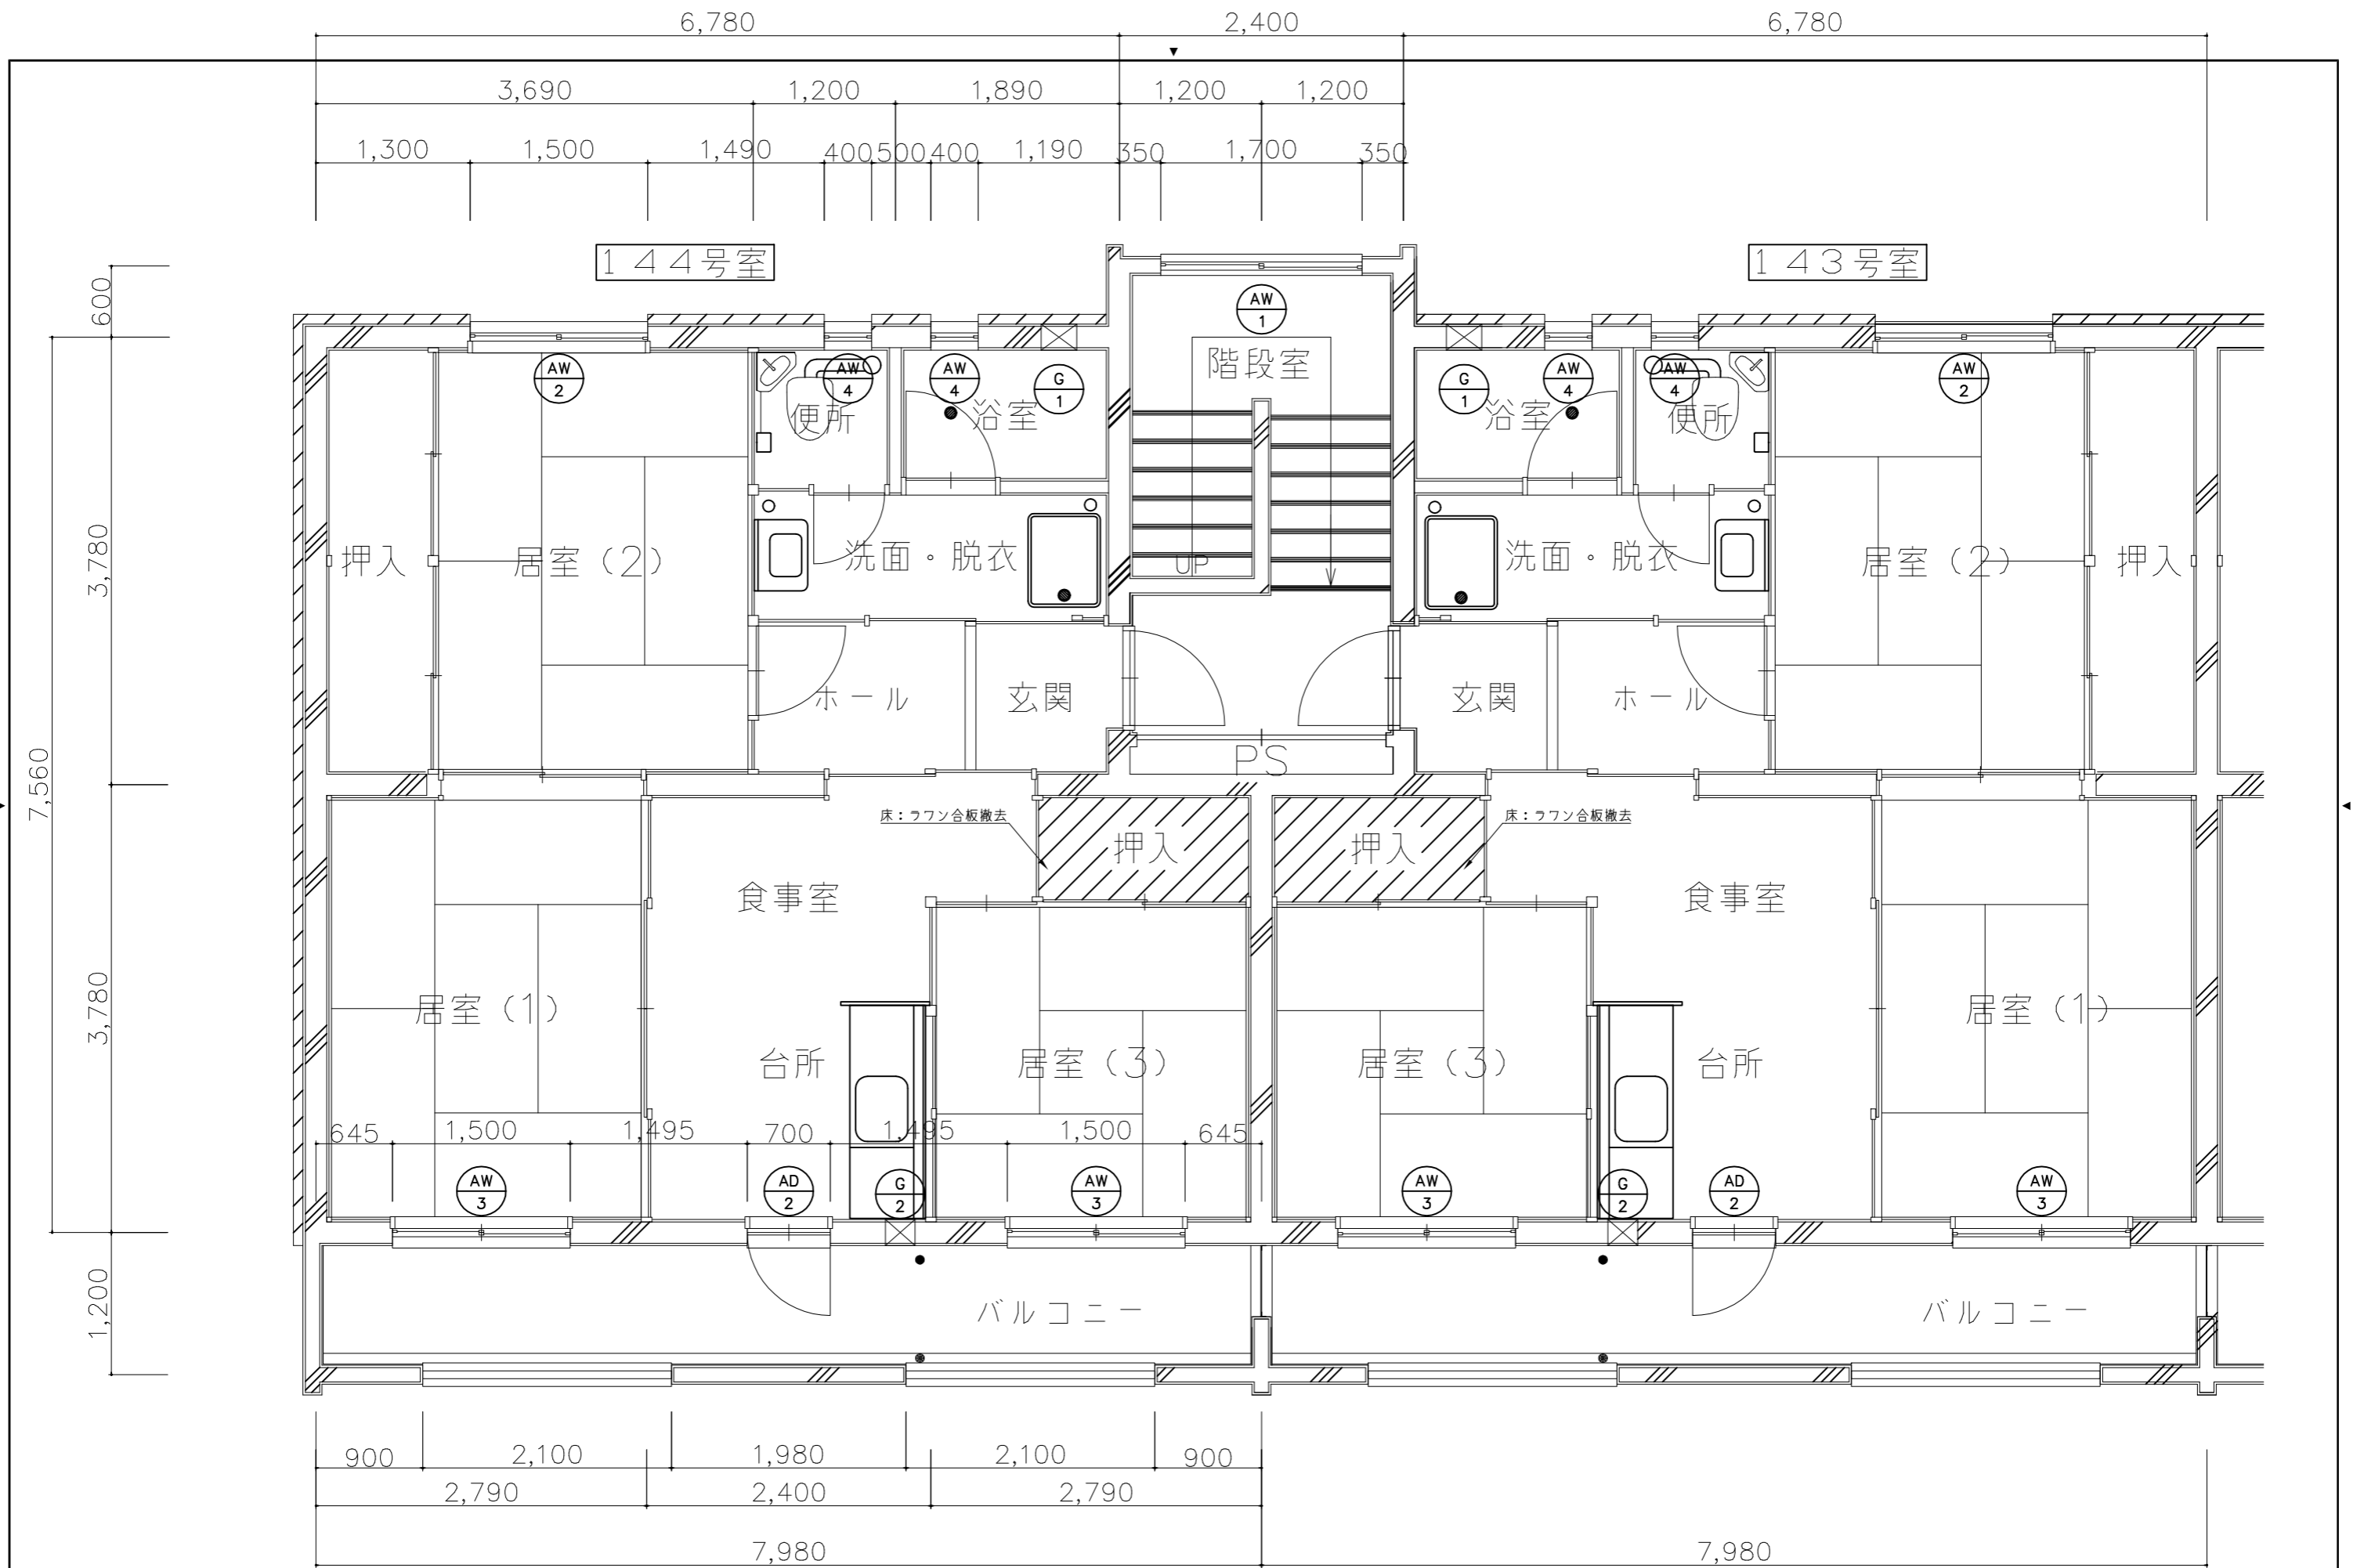 6,780 2,400 6,780
3,690 1,200 1,890 1,200 1,200
1,300 1,500 1,490 400 500 400 1,190 350 1,700 350
144号室 143号室
600
3,780
7,560
3,780
1,200
AW 1
階段室
AW 2 AW 4 AW 4 G 1 G 1 AW 4 AW 4 AW 2
便所 浴室 浴室 便所
押入 居室(2) 洗面・脱衣 UP 洗面・脱衣 居室(2) 押入
ホール 玄関 玄関 ホール
PS
床：ラワン合板撤去 床：ラワン合板撤去
押入 押入
食事室 食事室
居室(1) 居室(1)
台所 居室(3) 居室(3) 台所
645 1,500 1,495 700 1,495 1,500 645
AW 3 AD 2 G 2 AW 3 AW 3 G 2 AD 2 AW 3
バルコニー バルコニー
900 2,100 1,980 2,100 900
2,790 2,400 2,790
7,980 7,980